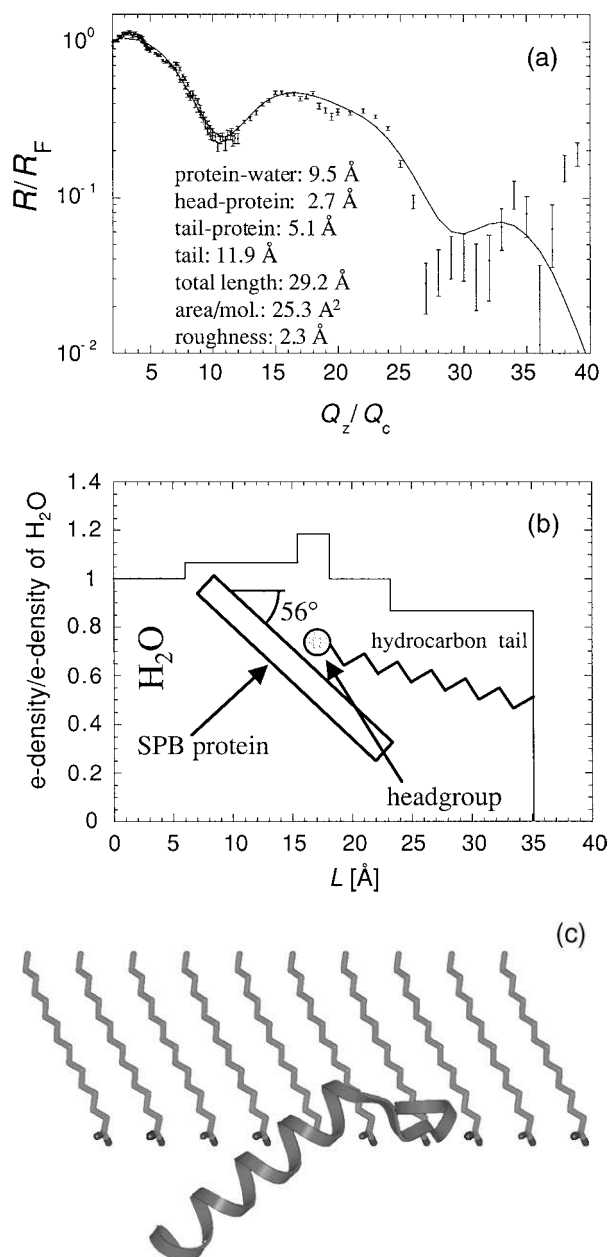 (a)
R/R_F
10⁰
10⁻¹
10⁻²
protein-water: 9.5 Å
head-protein: 2.7 Å
tail-protein: 5.1 Å
tail: 11.9 Å
total length: 29.2 Å
area/mol.: 25.3 A²
roughness: 2.3 Å
5 10 15 20 25 30 35 40
Q_z/Q_c
(b)
e-density/e-density of H₂O
1.4
1.2
1
0.8
0.6
0.4
0.2
0
H₂O
56°
hydrocarbon tail
SPB protein
headgroup
0 5 10 15 20 25 30 35 40
L [Å]
(c)